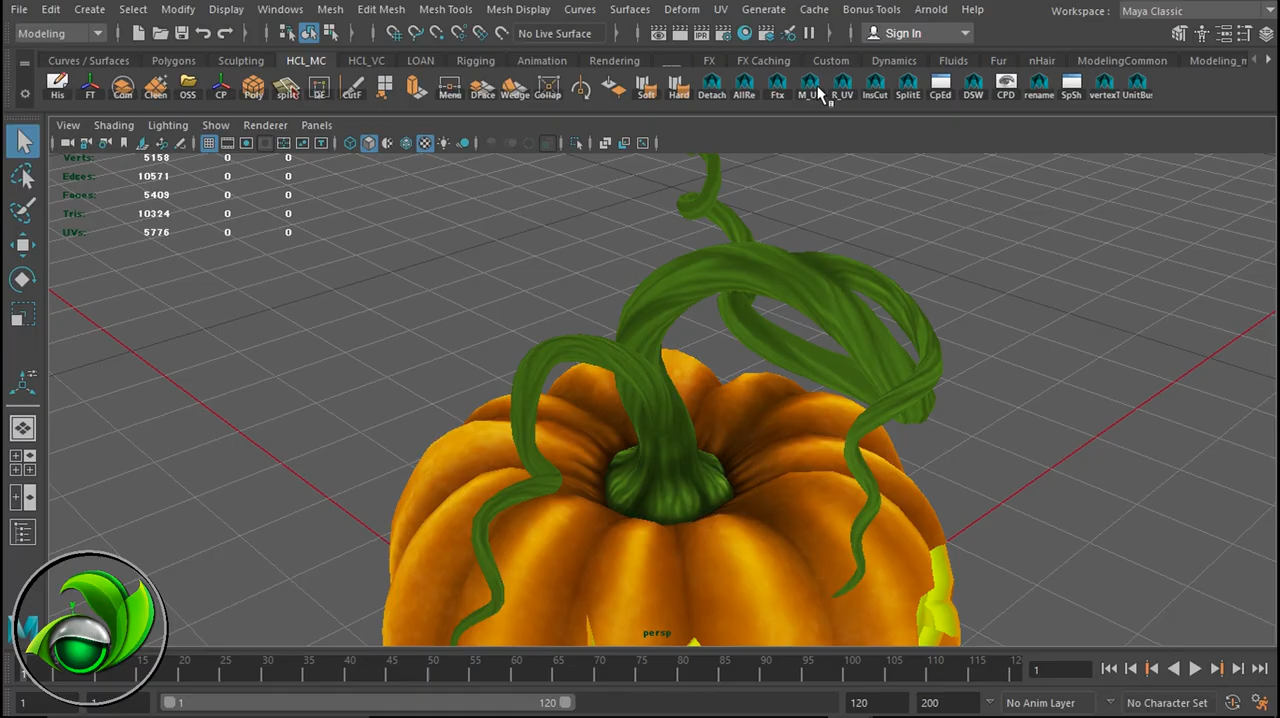 File Edit Create Select Modify Display Windows Mesh Edit Mesh Mesh Tools Mesh Display Curves Surfaces Deform UV Generate Cache Bonus Tools Arnold Help Workspace : Maya Classic
Modeling No Live Surface Sign In
Curves / Surfaces Polygons Sculpting HCL_MC HCL_VC LOAN Rigging Animation Rendering ____ FX FX Caching Custom Dynamics Fluids Fur nHair ModelingCommon Modeling_n
His FT Com Cleen OSS CP Poly split DE CutF Menu DFace Wedge Collap Soft Hard Detach AllRe Ftx M_U R_UV InsCut SplitE CpEd DSW CPD rename SpSh vertexT UnitBus
View Shading Lighting Show Renderer Panels
Verts: 5158 0 0
Edges: 10571 0 0
Faces: 5409 0 0
Tris: 10324 0 0
UVs: 5776 0 0
persp
15 20 25 30 35 40 45 50 55 60 65 70 75 80 85 90 95 100 105 110 115 12 1
1 1 120 120 200 No Anim Layer No Character Set